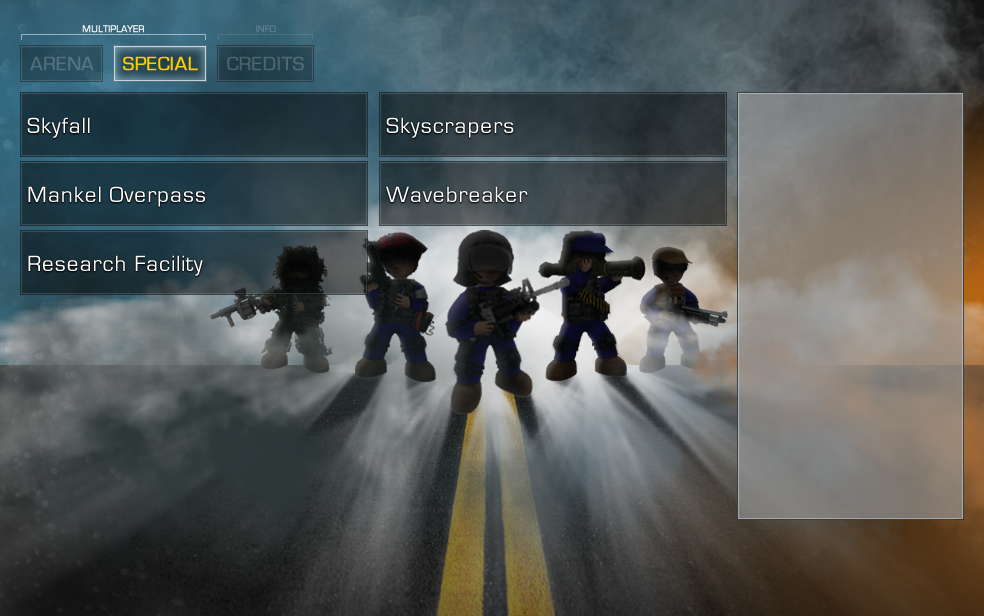 MULTIPLAYER
INFO
ARENA
SPECIAL
CREDITS
Skyfall
Skyscrapers
Mankel Overpass
Wavebreaker
Research Facility